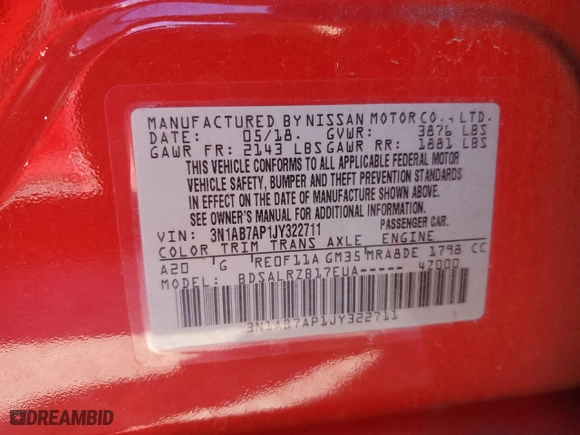 MANUFACTURED BY NISSAN MOTOR CO., LTD.
DATE: 05/18. GVWR: 3876 LBS
GAWR FR: 2143 LBS GAWR RR: 1881 LBS
THIS VEHICLE CONFORMS TO ALL APPLICABLE FEDERAL MOTOR
VEHICLE SAFETY, BUMPER AND THEFT PREVENTION STANDARDS
IN EFFECT ON THE DATE OF MANUFACTURE SHOWN ABOVE.
SEE OWNER'S MANUAL FOR ADDITIONAL INFORMATION.
VIN: 3N1AB7AP1JY322711 PASSENGER CAR.
COLOR TRIM TRANS AXLE ENGINE
A20 G RE0F11A GM35 MRA8DE 1798 CC
MODEL: BDSALRZB17EUA----- 47000
3N1AB7AP1JY322711
DREAMBID